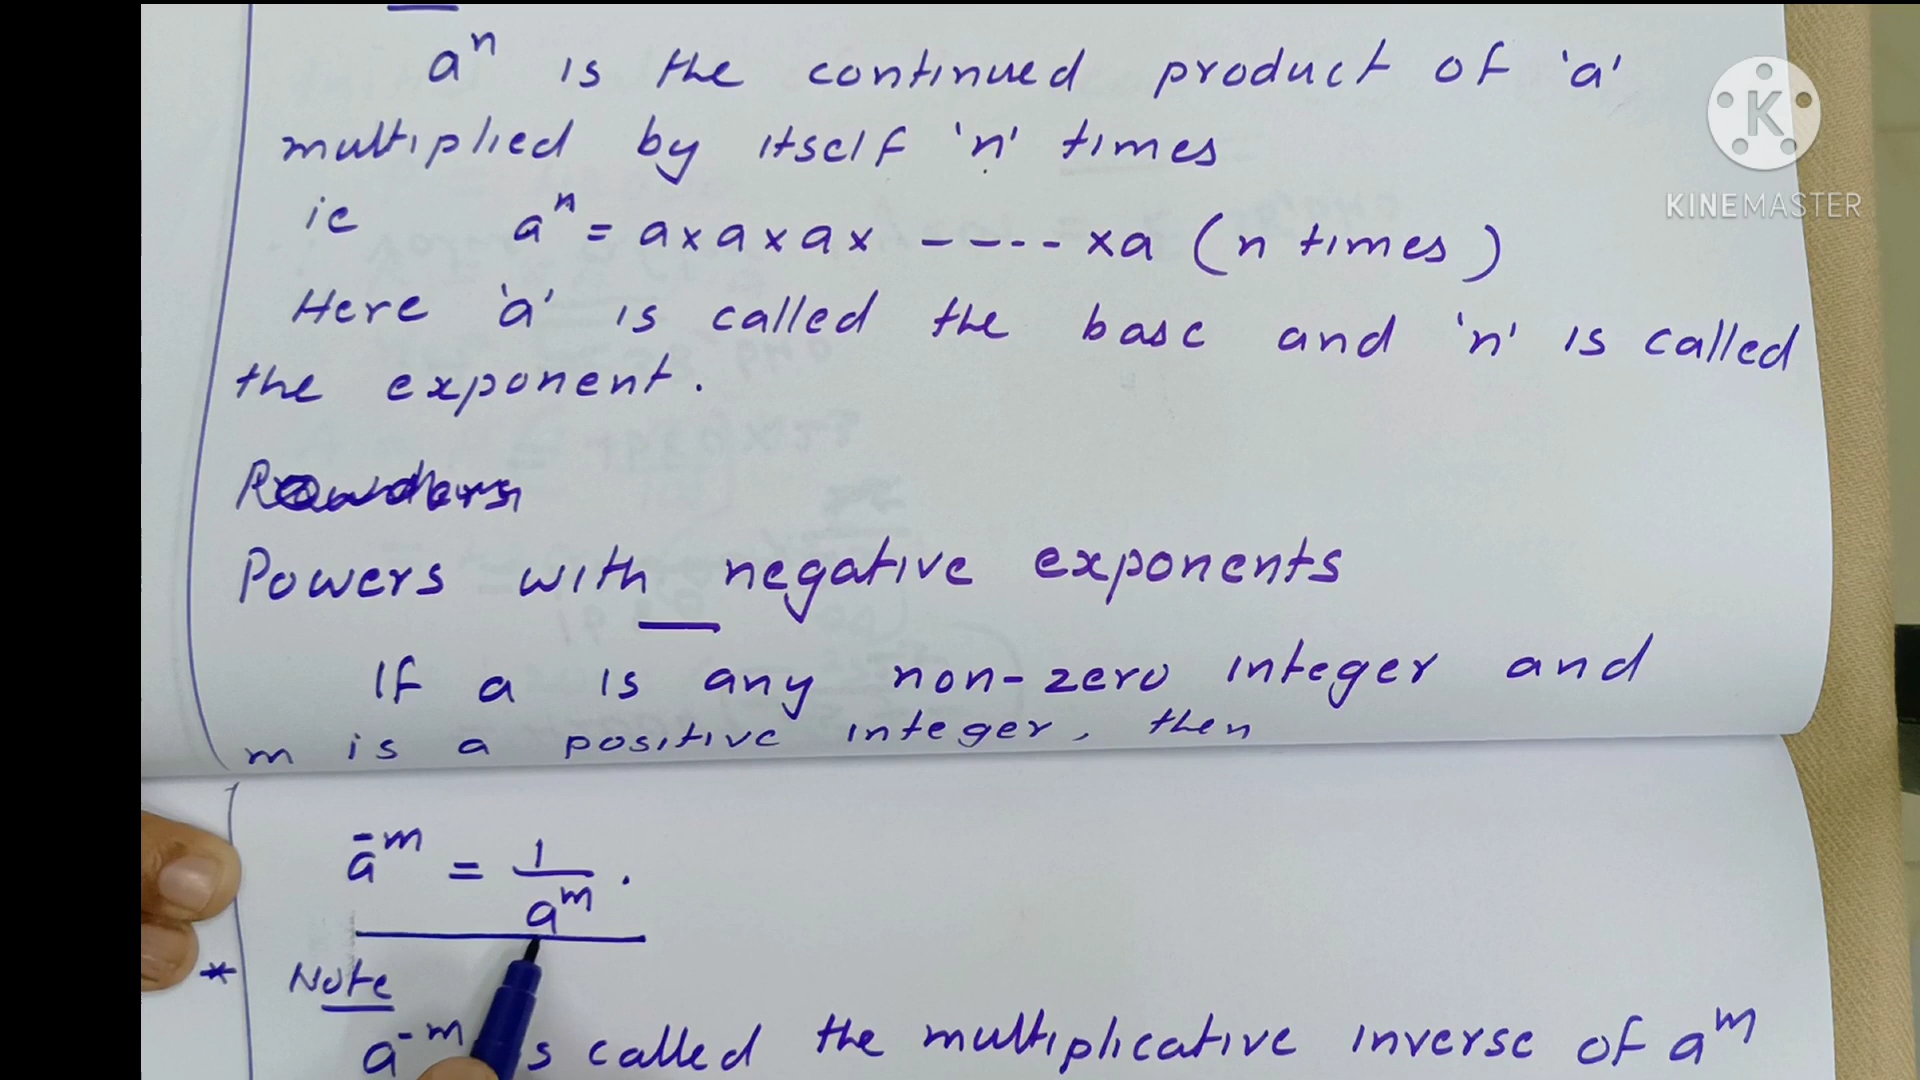 aⁿ is the continued product of 'a'
multiplied by itself 'n' times
ie aⁿ = a×a×a× ----- ×a (n times)
Here 'a' is called the base and 'n' is called
the exponent.
Powers with negative exponents
If a is any non-zero integer and
m is a positive integer, then
a⁻ᵐ = 1/aᵐ.
* Note
a⁻ᵐ is called the multiplicative inverse of aᵐ
K
KINEMASTER